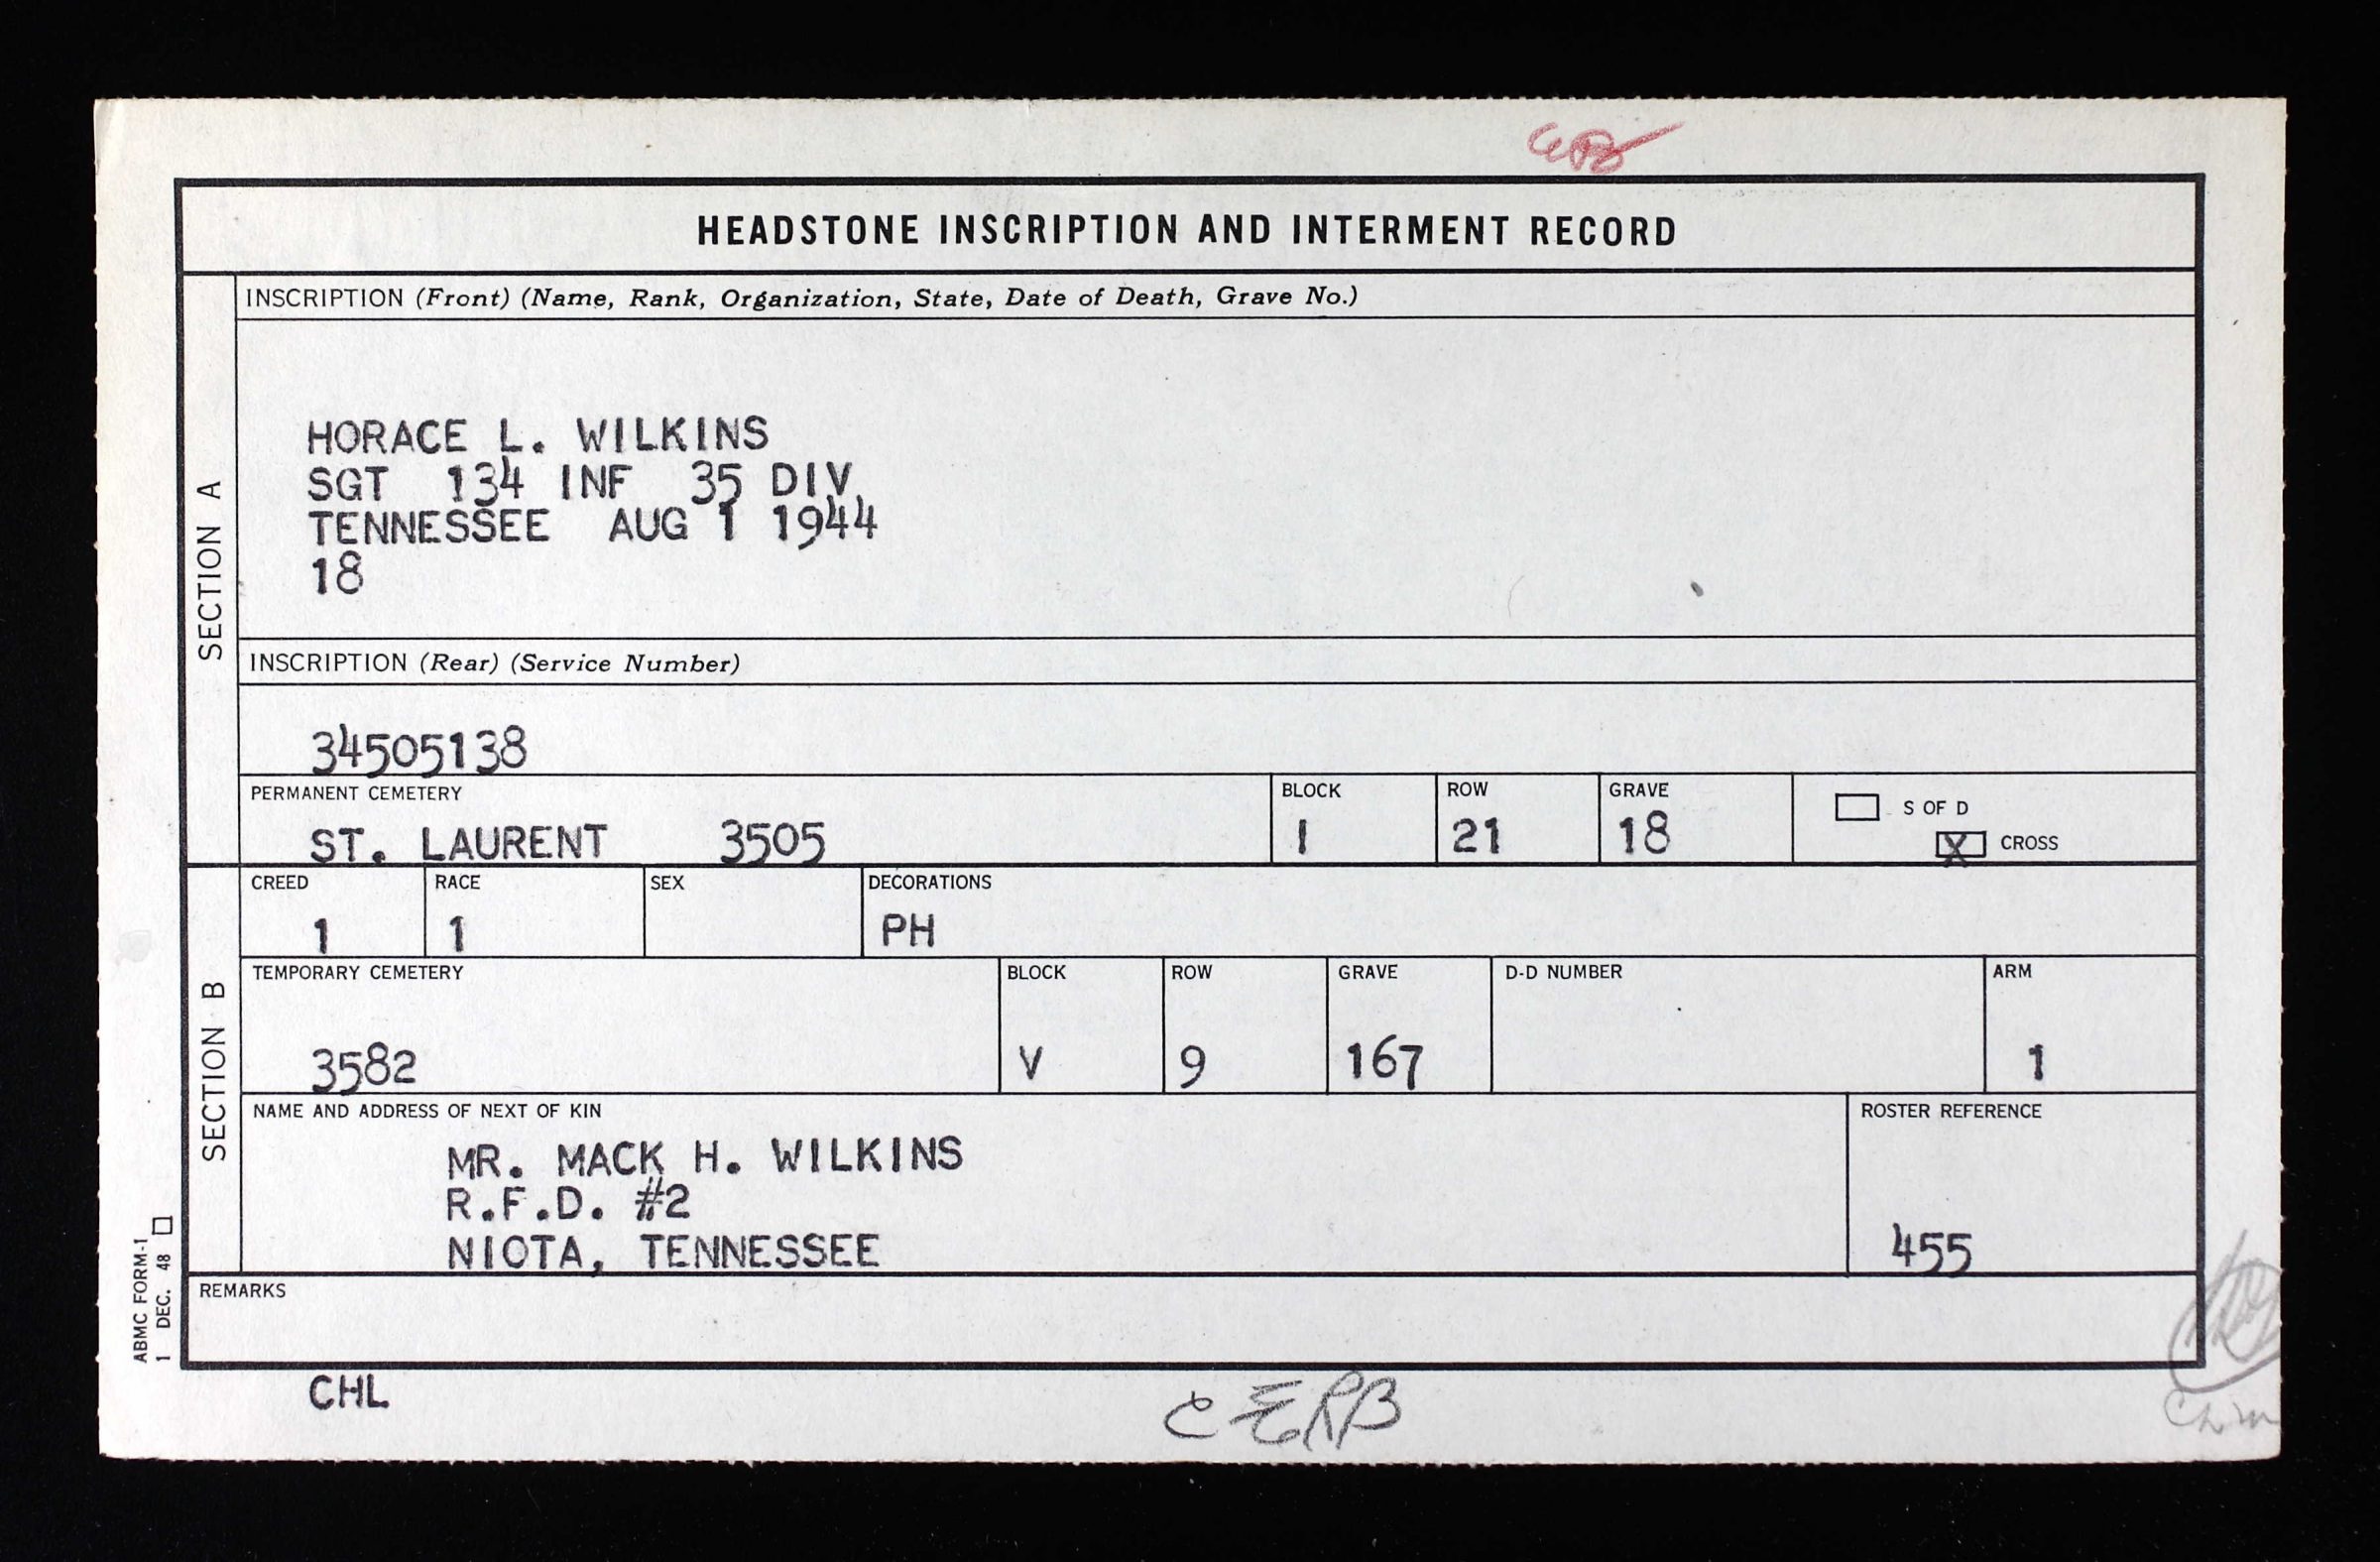 HEADSTONE INSCRIPTION AND INTERMENT RECORD
SECTION A
INSCRIPTION (Front) (Name, Rank, Organization, State, Date of Death, Grave No.)
HORACE L. WILKINS
SGT 134 INF 35 DIV
TENNESSEE AUG 1 1944
18
INSCRIPTION (Rear) (Service Number)
34505138
PERMANENT CEMETERY BLOCK ROW GRAVE
ST. LAURENT 3505 I 21 18
S OF D
X CROSS
SECTION B
CREED RACE SEX DECORATIONS
1 1 PH
TEMPORARY CEMETERY BLOCK ROW GRAVE D-D NUMBER ARM
3582 V 9 167 1
NAME AND ADDRESS OF NEXT OF KIN ROSTER REFERENCE
MR. MACK H. WILKINS
R.F.D. #2
NIOTA, TENNESSEE 455
REMARKS
ABMC FORM-1
1 DEC. 48
CHL